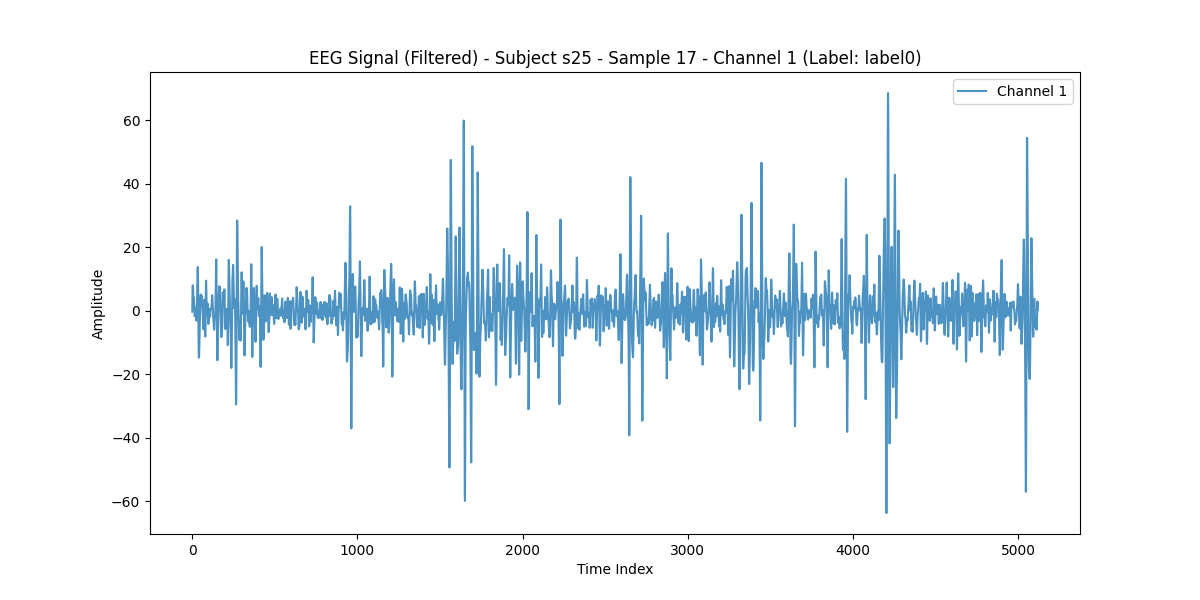 EEG Signal (Filtered) - Subject s25 - Sample 17 - Channel 1 (Label: label0)
Channel 1
60
40
20
0
−20
−40
−60
Amplitude
0 1000 2000 3000 4000 5000
Time Index